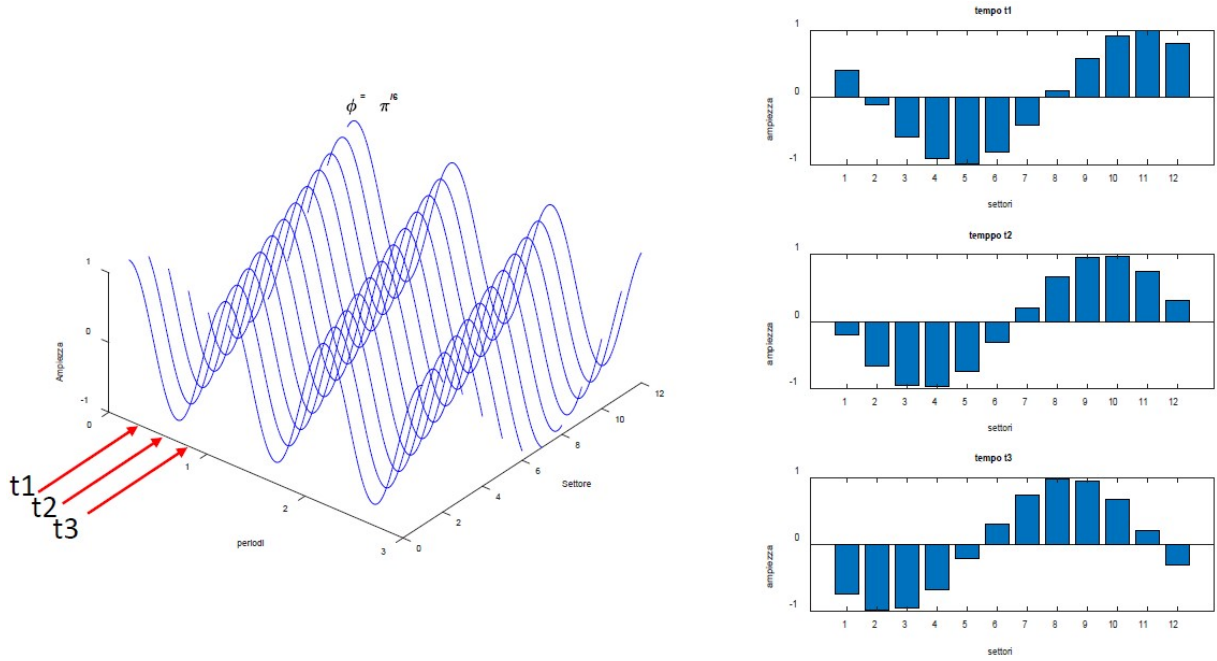 ϕ = π /6
Ampiezza
1
0
-1
0
1
2
3
periodi
0
2
4
6
8
10
12
Settore
t1
t2
t3
tempo t1
ampiezza
1
0
-1
1 2 3 4 5 6 7 8 9 10 11 12
settori
temppo t2
ampiezza
1
0
-1
1 2 3 4 5 6 7 8 9 10 11 12
settori
tempo t3
ampiezza
1
0
-1
1 2 3 4 5 6 7 8 9 10 11 12
settori